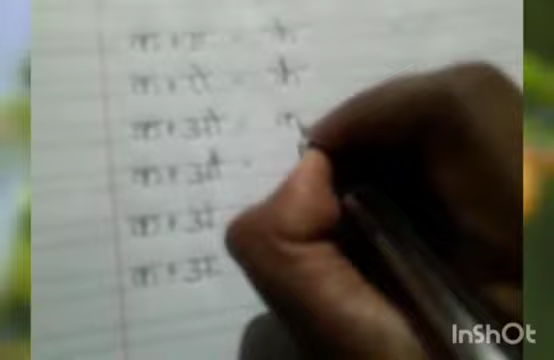 क + ए - के
क + ऐ - कै
क + ओ -
क + औ -
क + अं
क + अः
InShOt